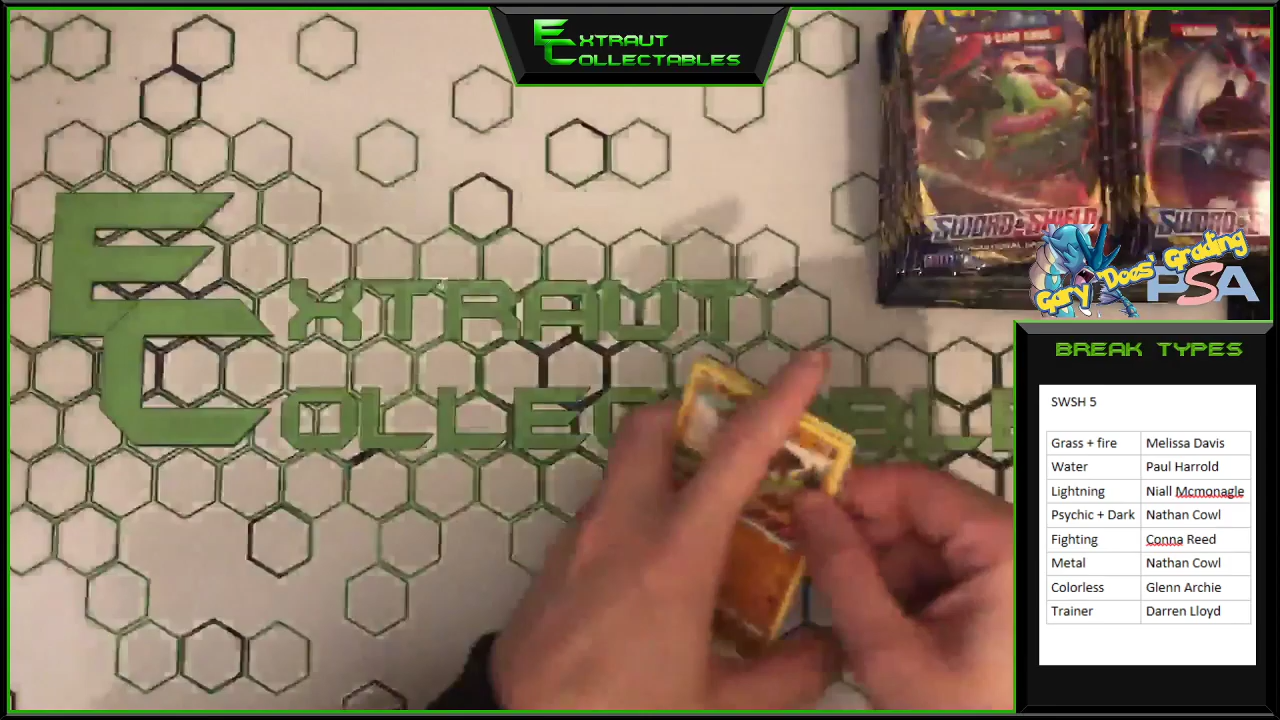 EXTRAUT
COLLECTABLES
EXTRAUT
COLLECTABLE
SWORD & SHIELD
SWORD
Gary 'Does' Grading
PSA
BREAK TYPES
SWSH 5
Grass + fire Melissa Davis
Water Paul Harrold
Lightning Niall Mcmonagle
Psychic + Dark Nathan Cowl
Fighting Conna Reed
Metal Nathan Cowl
Colorless Glenn Archie
Trainer Darren Lloyd